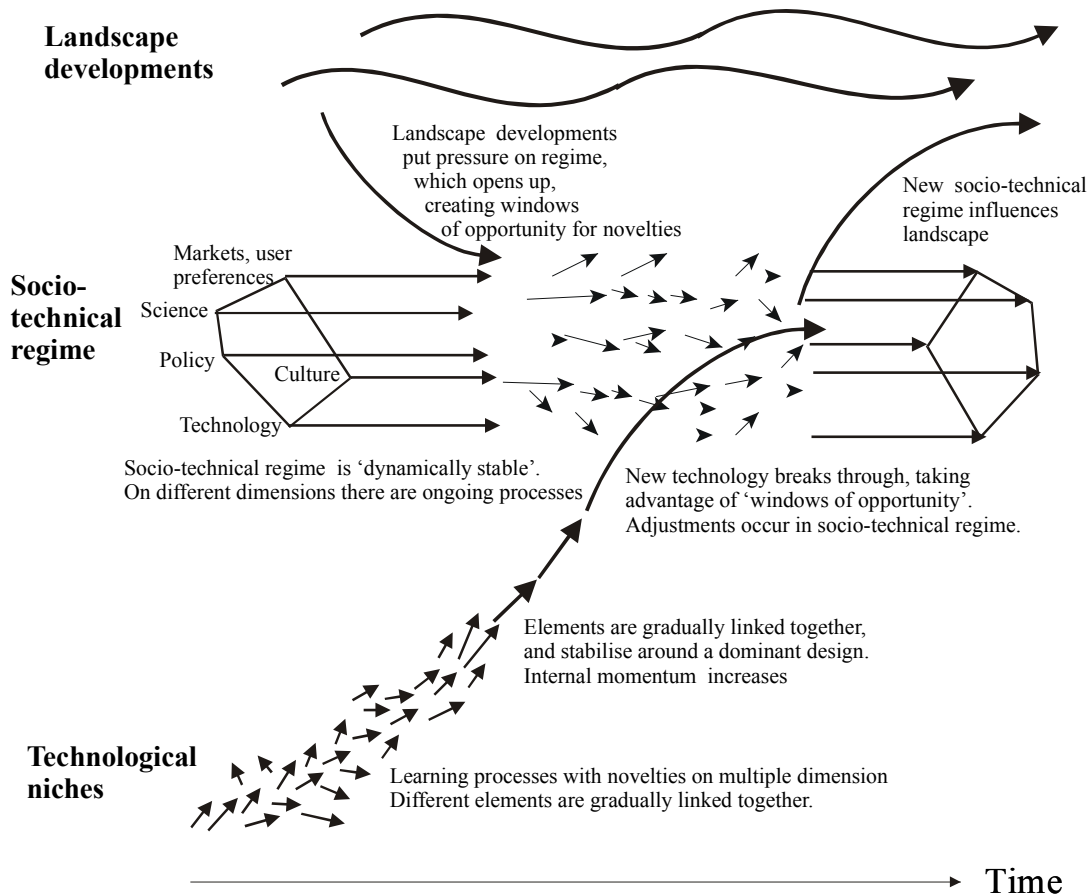 Landscape
developments
Landscape developments
put pressure on regime,
which opens up,
creating windows
of opportunity for novelties
New socio-technical
regime influences
landscape
Socio-
technical
regime
Markets, user
preferences
Science
Policy
Culture
Technology
Socio-technical regime is ‘dynamically stable’.
On different dimensions there are ongoing processes
New technology breaks through, taking
advantage of ‘windows of opportunity’.
Adjustments occur in socio-technical regime.
Elements are gradually linked together,
and stabilise around a dominant design.
Internal momentum increases
Technological
niches
Learning processes with novelties on multiple dimension
Different elements are gradually linked together.
Time